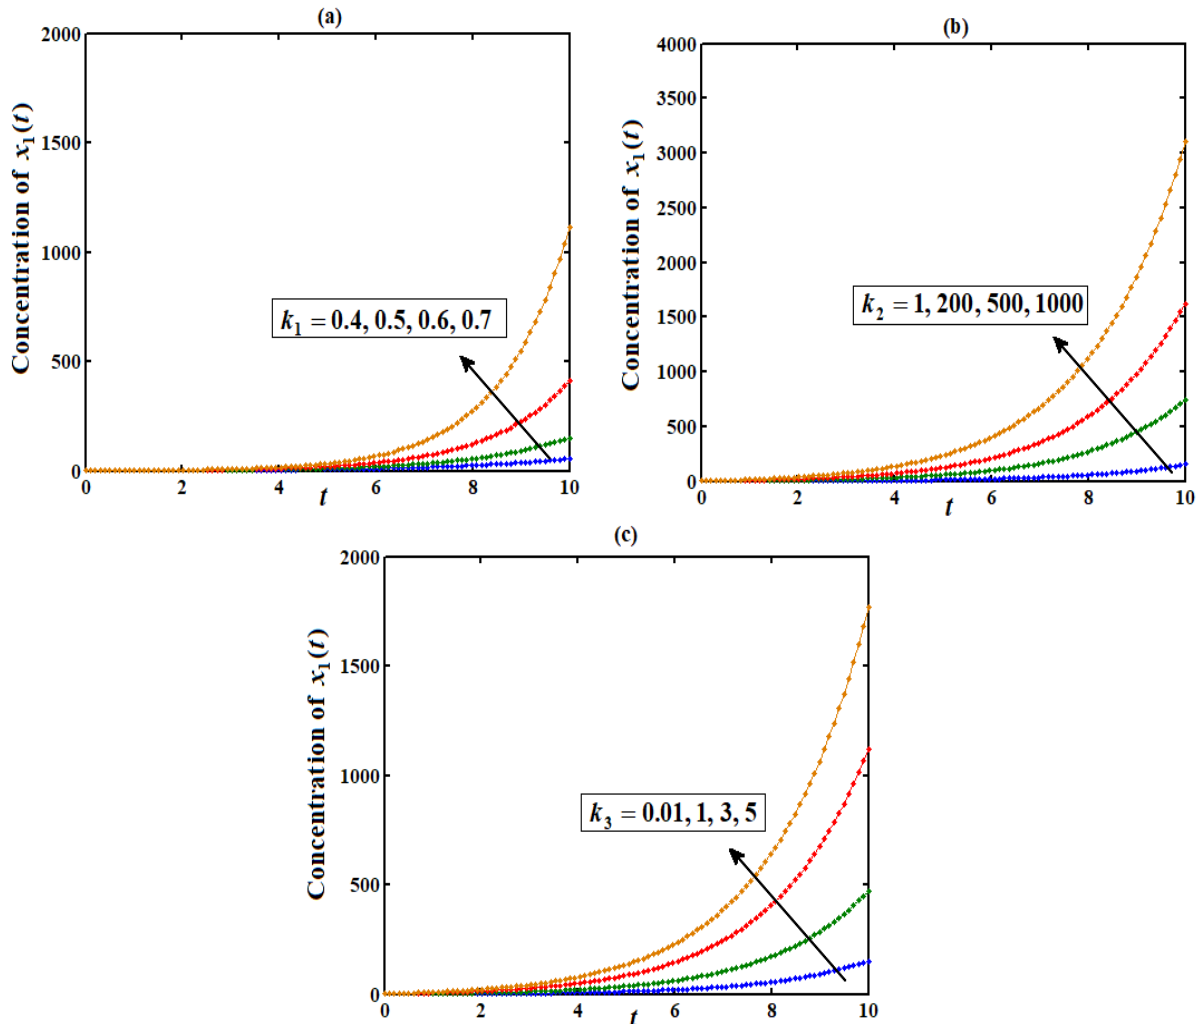 (a)
2000
1500
1000
500
0
Concentration of x₁(t)
k₁ = 0.4, 0.5, 0.6, 0.7
0 2 4 6 8 10
t
(b)
4000
3500
3000
2500
2000
1500
1000
500
0
Concentration of x₁(t)
k₂ = 1, 200, 500, 1000
0 2 4 6 8 10
t
(c)
2000
1500
1000
500
0
Concentration of x₁(t)
k₃ = 0.01, 1, 3, 5
0 2 4 6 8 10
t